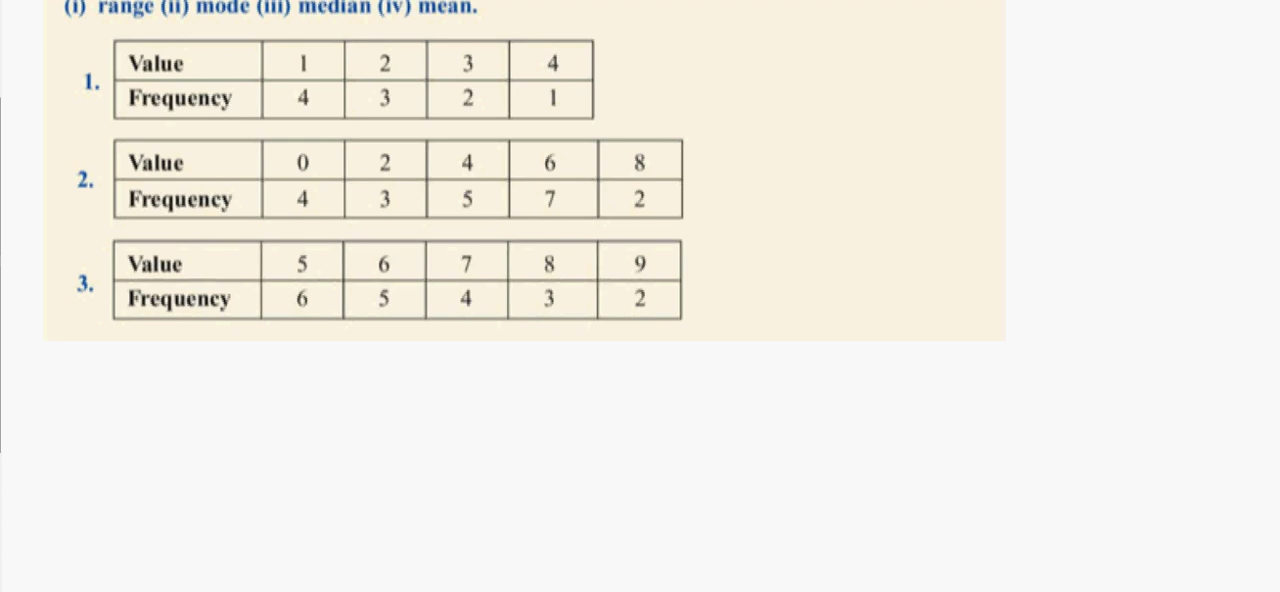 (i) range (ii) mode (iii) median (iv) mean.
1.
Value 1 2 3 4
Frequency 4 3 2 1
2.
Value 0 2 4 6 8
Frequency 4 3 5 7 2
3.
Value 5 6 7 8 9
Frequency 6 5 4 3 2